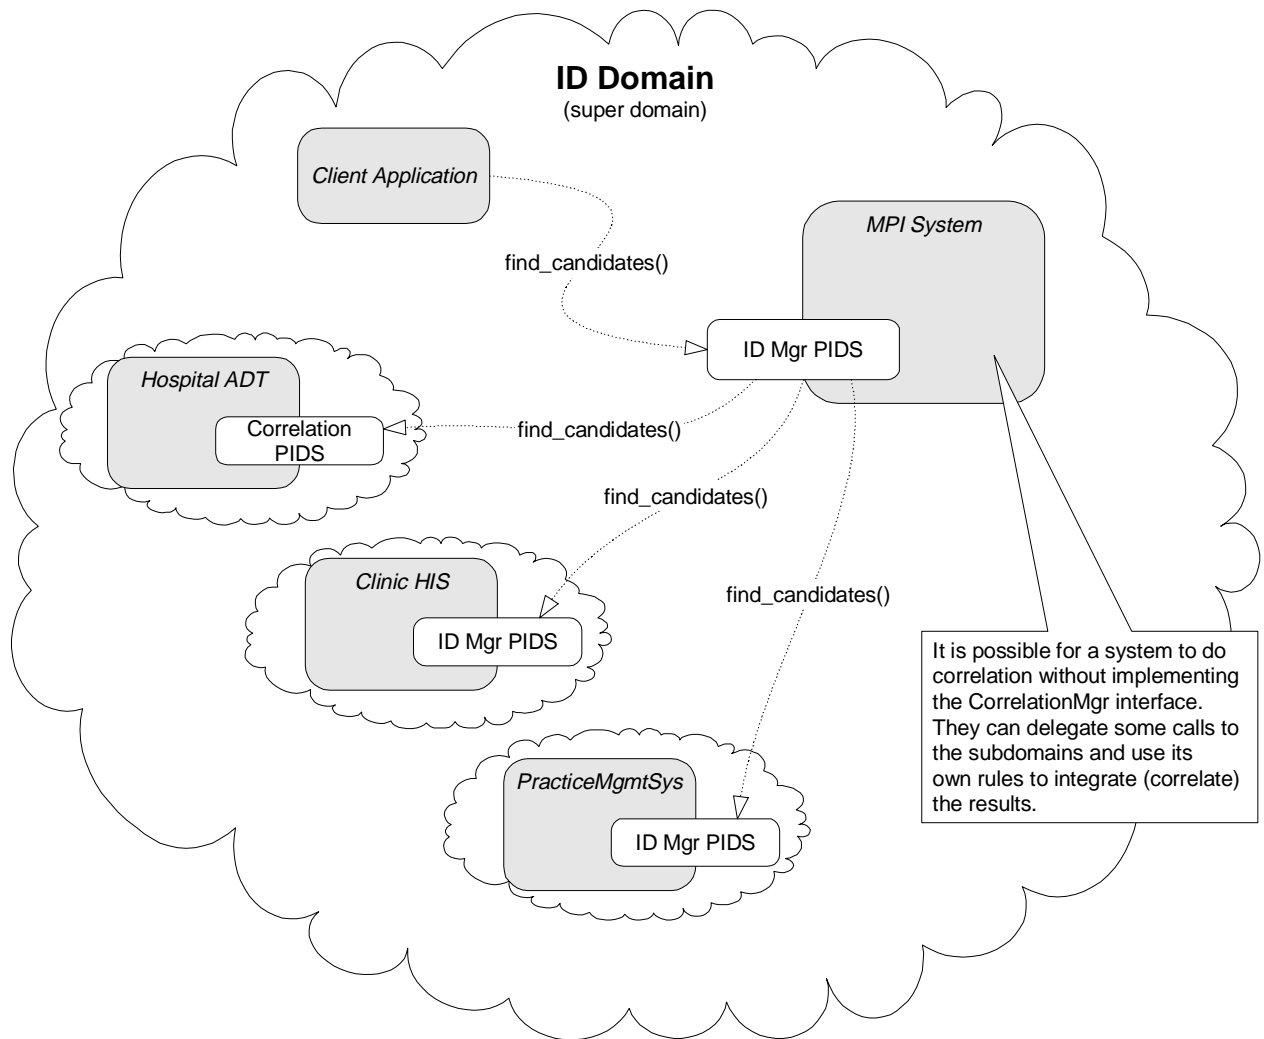 ID Domain
(super domain)
Client Application
MPI System
find_candidates()
ID Mgr PIDS
Hospital ADT
Correlation
PIDS
find_candidates()
find_candidates()
Clinic HIS
ID Mgr PIDS
find_candidates()
It is possible for a system to do
correlation without implementing
the CorrelationMgr interface.
They can delegate some calls to
the subdomains and use its
own rules to integrate (correlate)
the results.
PracticeMgmtSys
ID Mgr PIDS